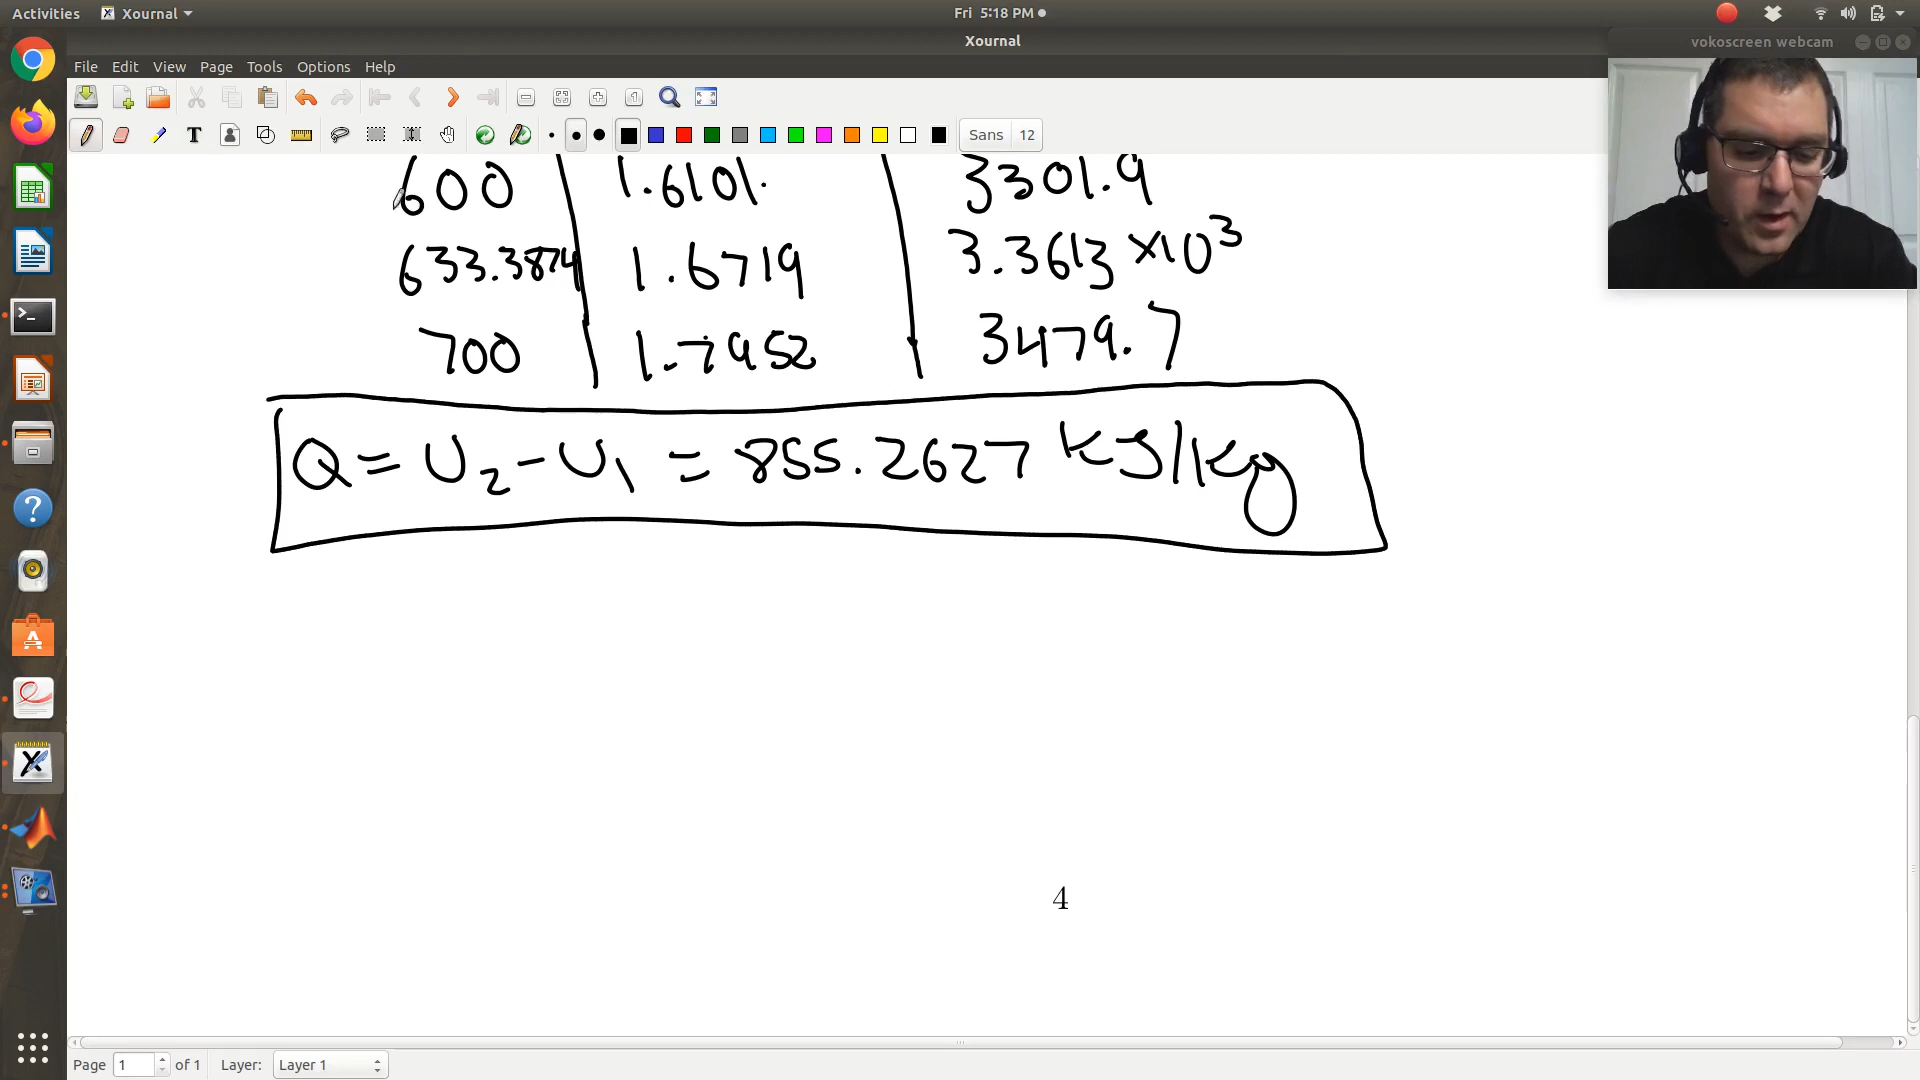 Activities Xournal Fri 5:18 PM
Xournal
vokoscreen webcam
File Edit View Page Tools Options Help
Sans 12
600 1.6101. 3301.9
633.3874 1.6719 3.3613 ×10³
700 1.7952 3479.7
Q = U₂ - U₁ = 855.2627 kJ/kg
4
Page 1 of 1 Layer: Layer 1